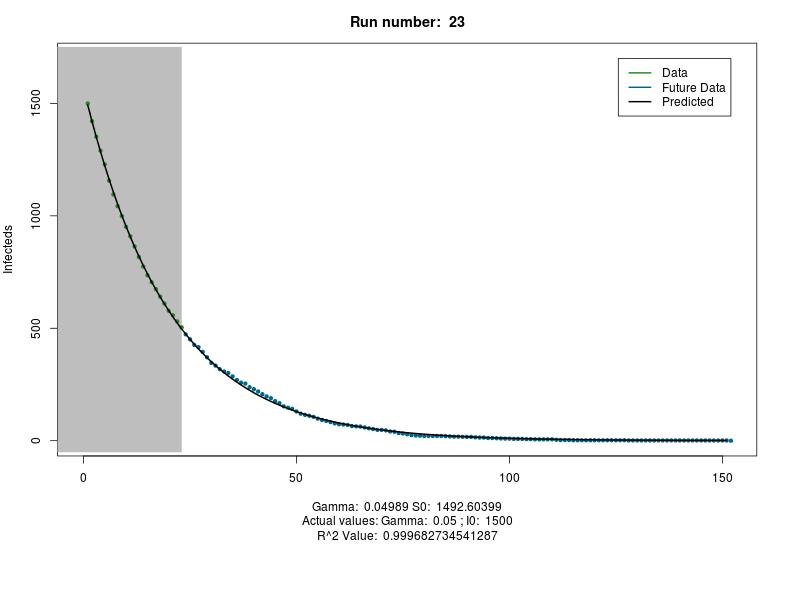 Run number:  23
Data
Future Data
Predicted
Infecteds
1500
1000
500
0
0
50
100
150
Gamma:  0.04989 S0:  1492.60399
Actual values: Gamma:  0.05 ; I0:  1500
R^2 Value:  0.999682734541287